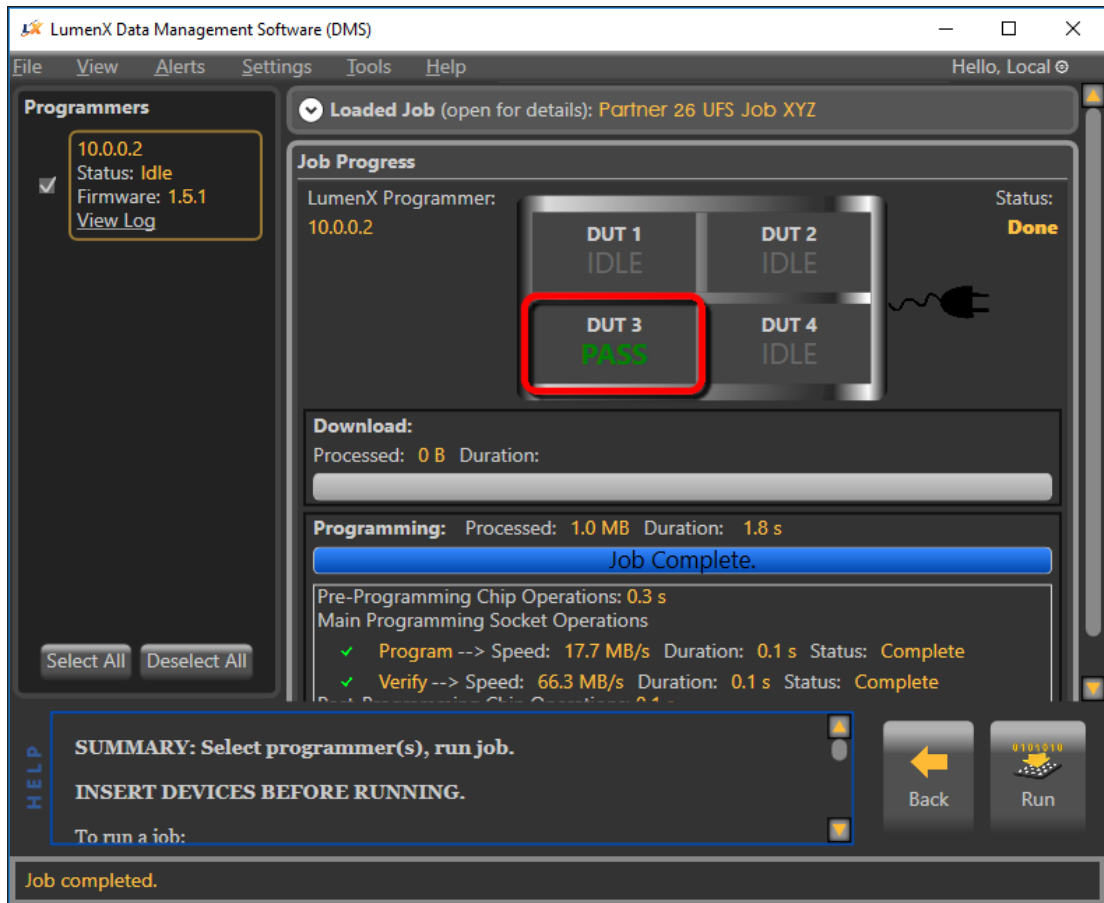 LumenX Data Management Software (DMS)
File View Alerts Settings Tools Help Hello, Local
Programmers
10.0.0.2
Status: Idle
Firmware: 1.5.1
View Log
Select All Deselect All
Loaded Job (open for details): Partner 26 UFS Job XYZ
Job Progress
LumenX Programmer:
10.0.0.2
DUT 1
IDLE
DUT 2
IDLE
DUT 3
PASS
DUT 4
IDLE
Status:
Done
Download:
Processed: 0 B Duration:
Programming: Processed: 1.0 MB Duration: 1.8 s
Job Complete.
Pre-Programming Chip Operations: 0.3 s
Main Programming Socket Operations
Program --> Speed: 17.7 MB/s Duration: 0.1 s Status: Complete
Verify --> Speed: 66.3 MB/s Duration: 0.1 s Status: Complete
HELP
SUMMARY: Select programmer(s), run job.
INSERT DEVICES BEFORE RUNNING.
To run a job:
Back
0101010
Run
Job completed.